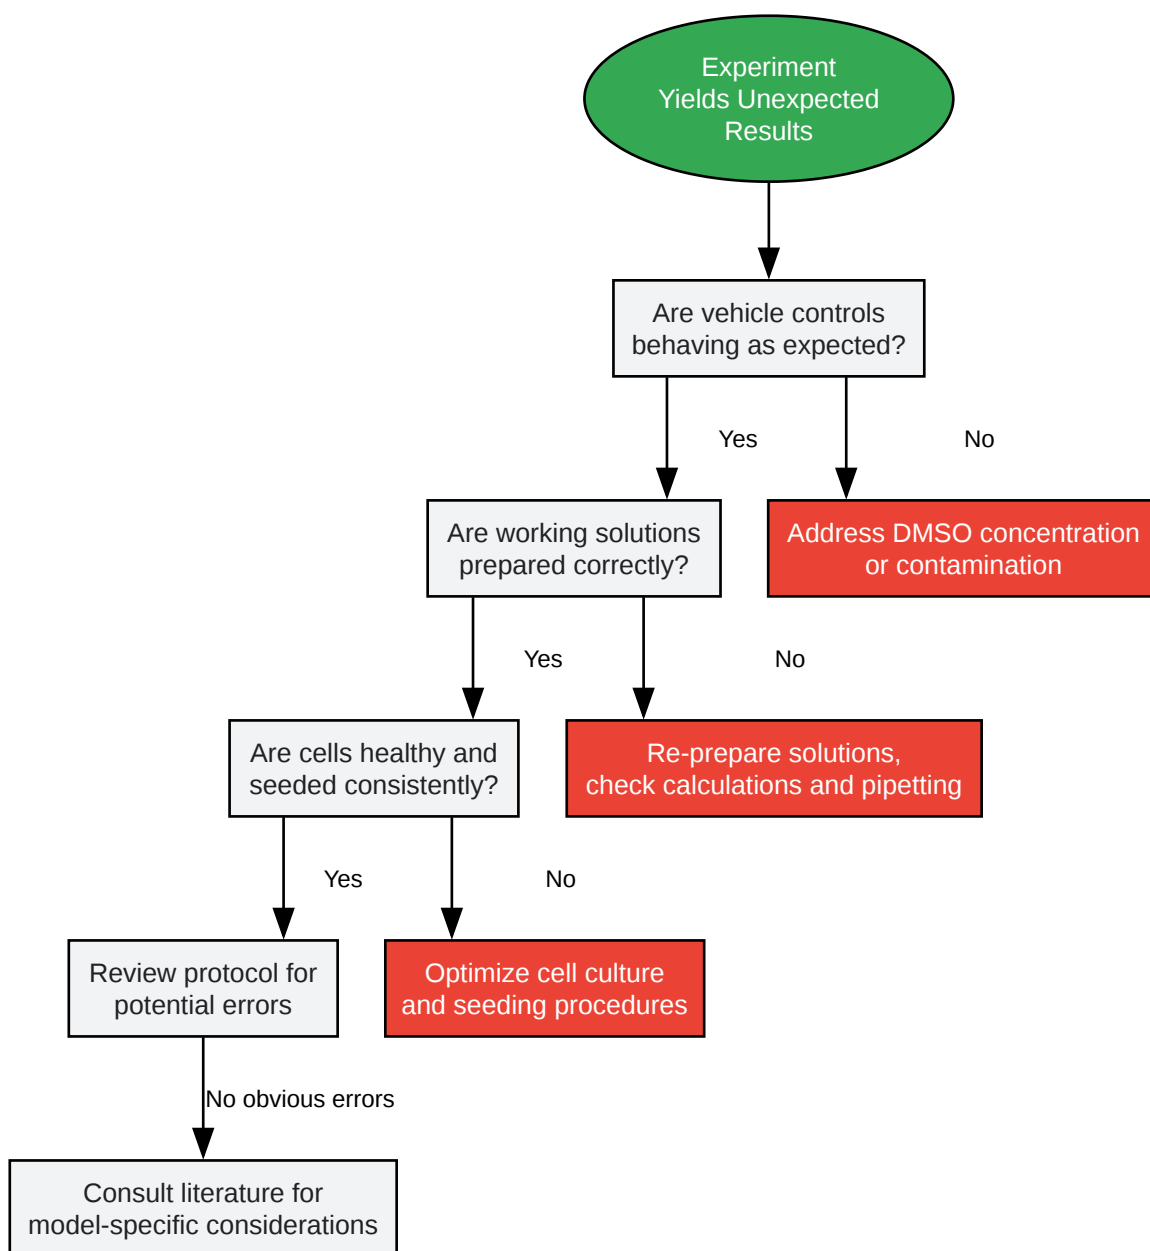 Experiment
Yields Unexpected
Results
Are vehicle controls
behaving as expected?
Yes
No
Are working solutions
prepared correctly?
Address DMSO concentration
or contamination
Yes
No
Are cells healthy and
seeded consistently?
Re-prepare solutions,
check calculations and pipetting
Yes
No
Review protocol for
potential errors
Optimize cell culture
and seeding procedures
No obvious errors
Consult literature for
model-specific considerations